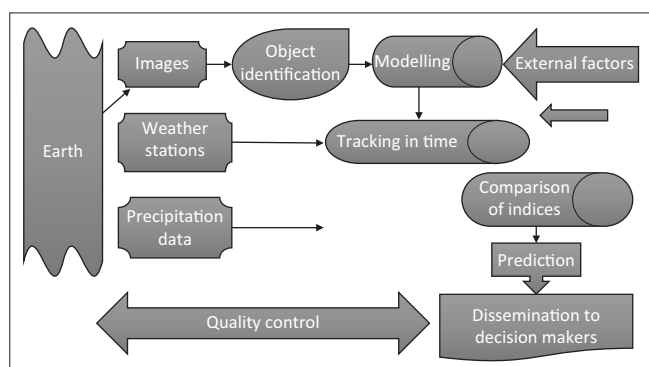 Images
Object
identification
Modelling
External factors
Earth
Weather
stations
Tracking in time
Precipitation
data
Comparison
of indices
Prediction
Quality control
Dissemination to
decision makers